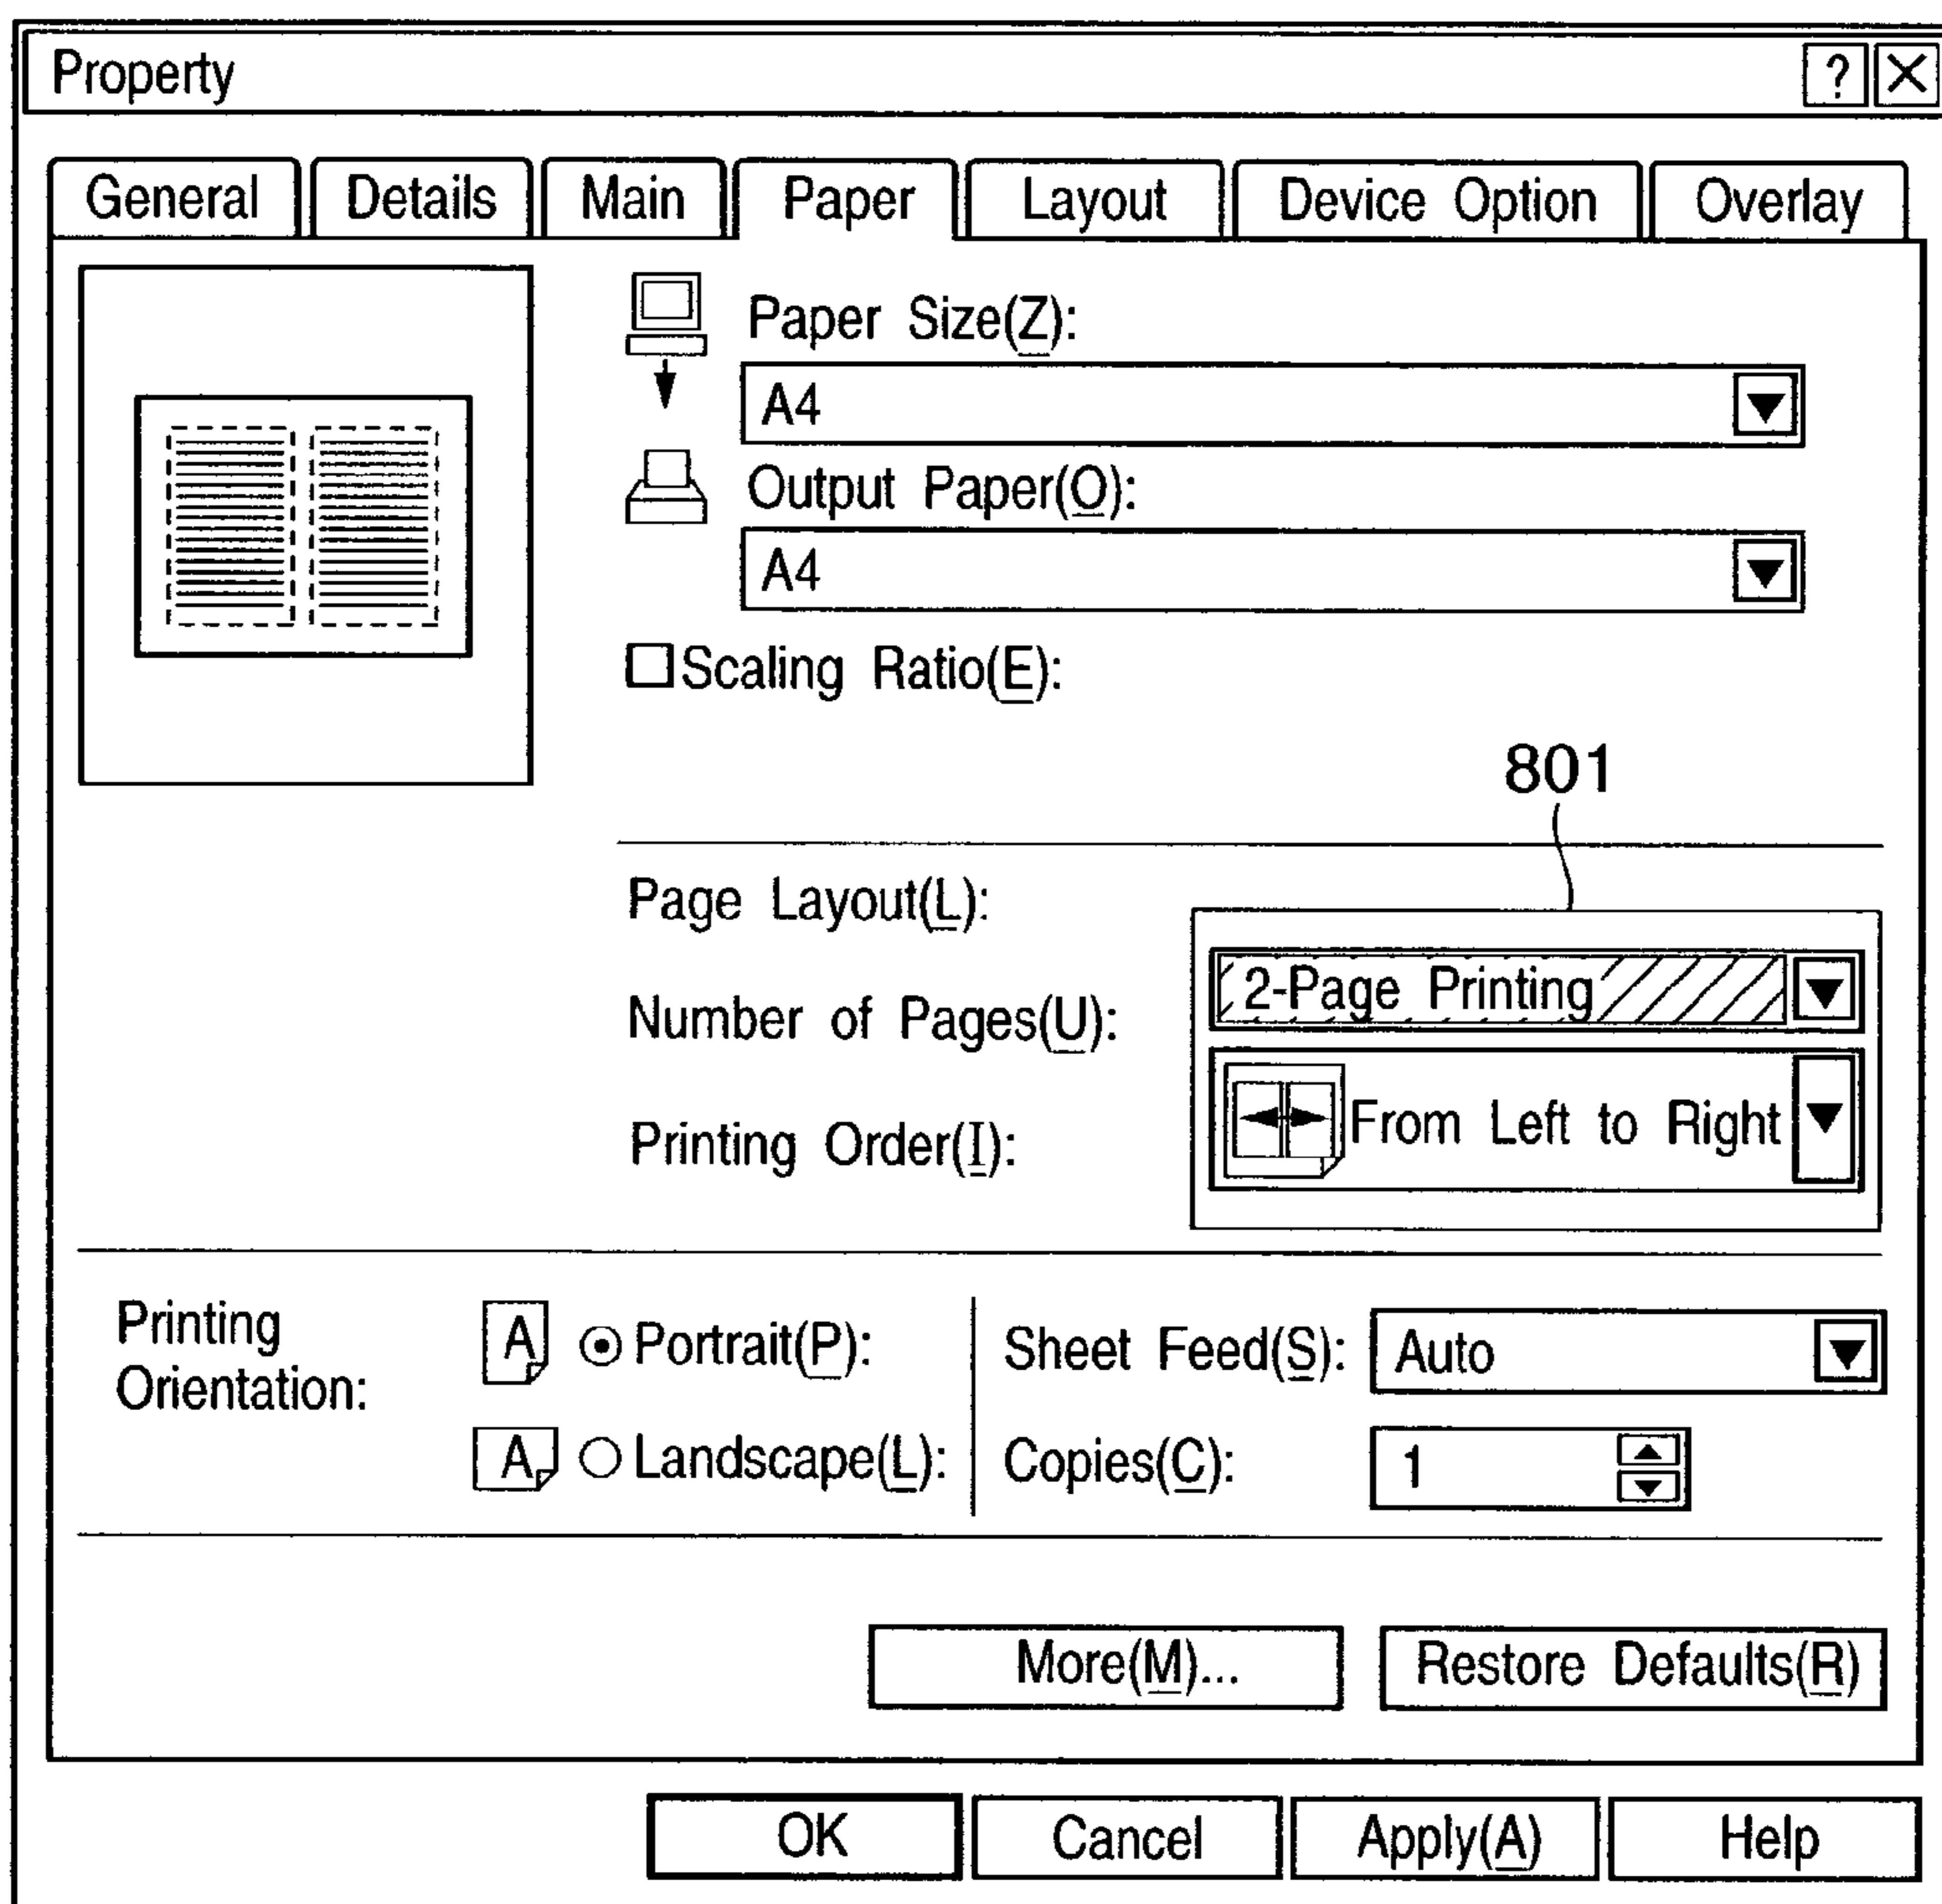 Property ? X
General Details Main Paper Layout Device Option Overlay
Paper Size(Z):
A4
Output Paper(O):
A4
Scaling Ratio(E):
801
Page Layout(L):
2-Page Printing
Number of Pages(U):
From Left to Right
Printing Order(I):
Printing
Orientation:
A Portrait(P):
A Landscape(L):
Sheet Feed(S): Auto
Copies(C): 1
More(M)... Restore Defaults(R)
OK Cancel Apply(A) Help